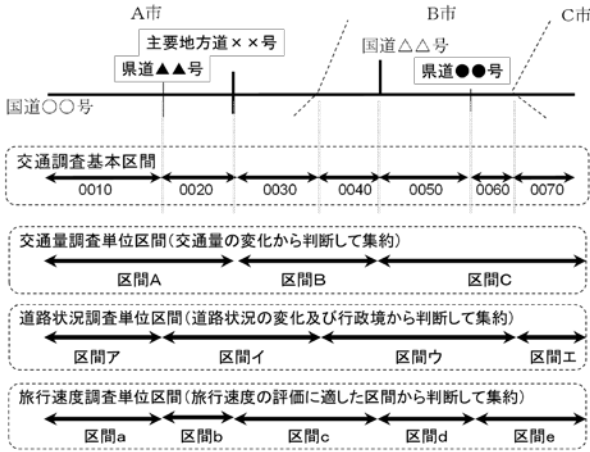 A市
B市
C市
主要地方道××号
国道△△号
県道▲▲号
県道●●号
国道○○号
交通調査基本区間
0010 0020 0030 0040 0050 0060 0070
交通量調査単位区間(交通量の変化から判断して集約)
区間A 区間B 区間C
道路状況調査単位区間(道路状況の変化及び行政境から判断して集約)
区間ア 区間イ 区間ウ 区間エ
旅行速度調査単位区間(旅行速度の評価に適した区間から判断して集約)
区間a 区間b 区間c 区間d 区間e